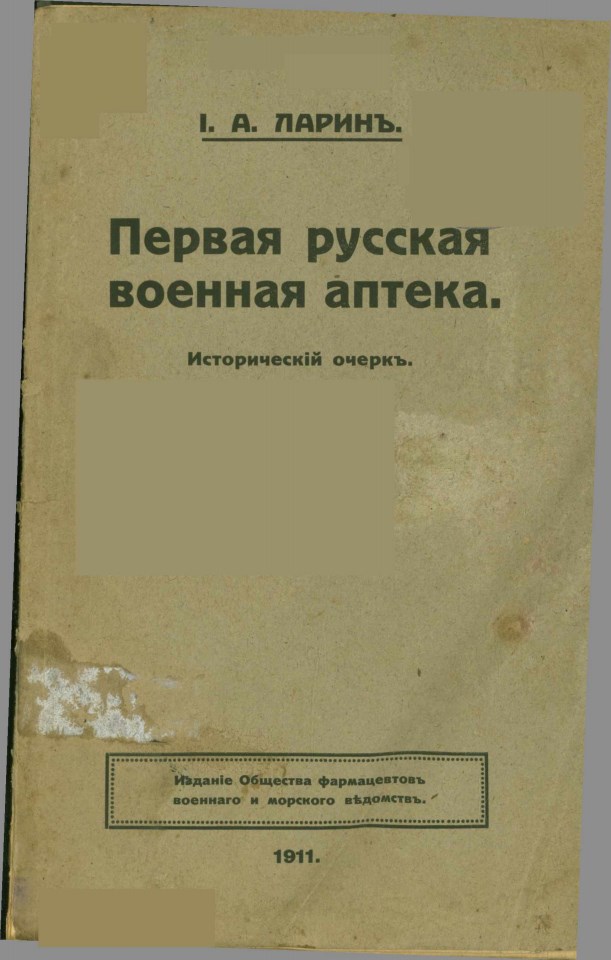 І. А. ЛАРИНЪ.
Первая русская
военная аптека.
Историческій очеркъ.
Изданіе Общества фармацевтовъ
военнаго и морского вѣдомствъ.
1911.